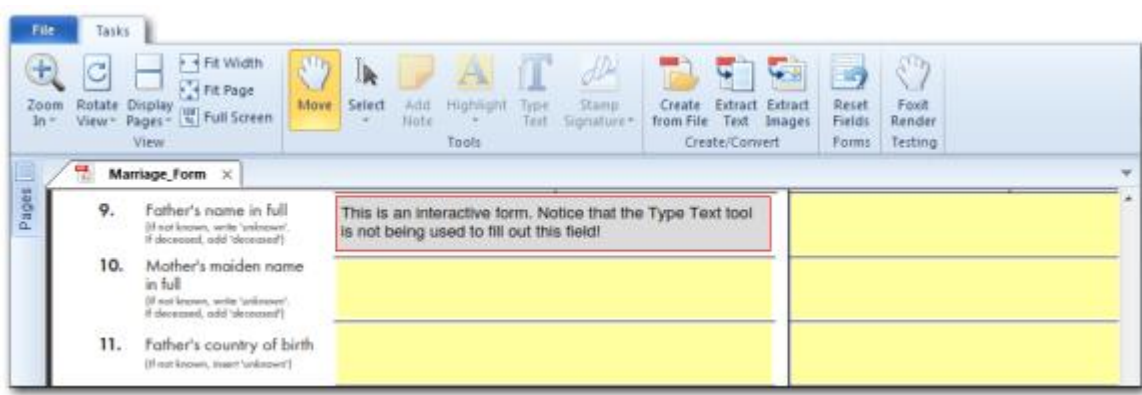 File Tasks
Zoom In
Rotate View
Display Pages
Fit Width
Fit Page
Full Screen
View
Move
Select
Add Note
Highlight
Type Text
Stamp Signature
Tools
Create from File
Extract Text
Extract Images
Create/Convert
Reset Fields
Forms
Foxit Render
Testing
Pages
Marriage_Form
9. Father's name in full
(If not known, write 'unknown'.
If deceased, add 'deceased')
This is an interactive form. Notice that the Type Text tool
is not being used to fill out this field!
10. Mother's maiden name
in full
(If not known, write 'unknown'.
If deceased, add 'deceased')
11. Father's country of birth
(If not known, insert 'unknown')